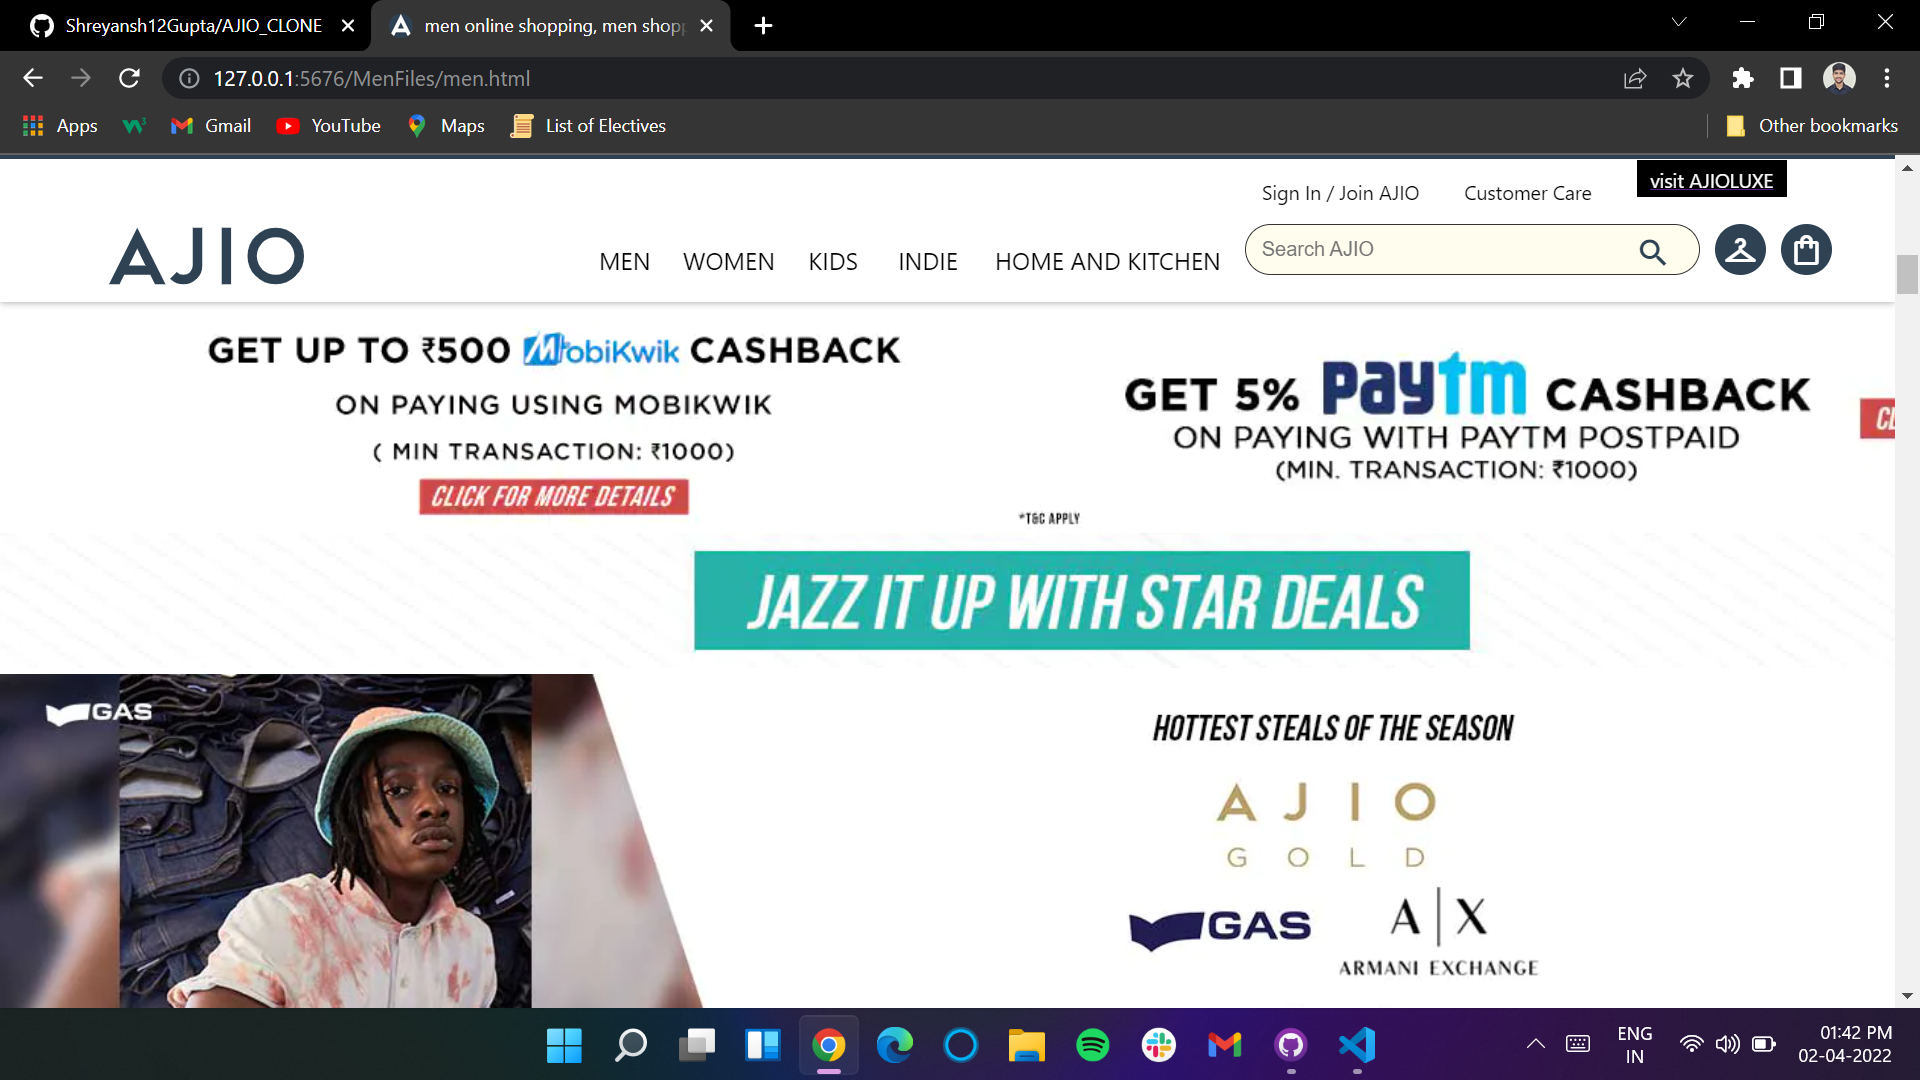 Shreyansh12Gupta/AJIO_CLONE
men online shopping, men shopp
127.0.0.1:5676/MenFiles/men.html
Apps
Gmail
YouTube
Maps
List of Electives
Other bookmarks
Sign In / Join AJIO
Customer Care
visit AJIOLUXE
AJIO
MEN
WOMEN
KIDS
INDIE
HOME AND KITCHEN
Search AJIO
GET UP TO ₹500 MobiKwik CASHBACK
ON PAYING USING MOBIKWIK
( MIN TRANSACTION: ₹1000)
CLICK FOR MORE DETAILS
GET 5% paytm CASHBACK
ON PAYING WITH PAYTM POSTPAID
(MIN. TRANSACTION: ₹1000)
*T&C APPLY
CL
JAZZ IT UP WITH STAR DEALS
GAS
HOTTEST STEALS OF THE SEASON
AJIO
GOLD
GAS
A|X
ARMANI EXCHANGE
ENG
IN
01:42 PM
02-04-2022